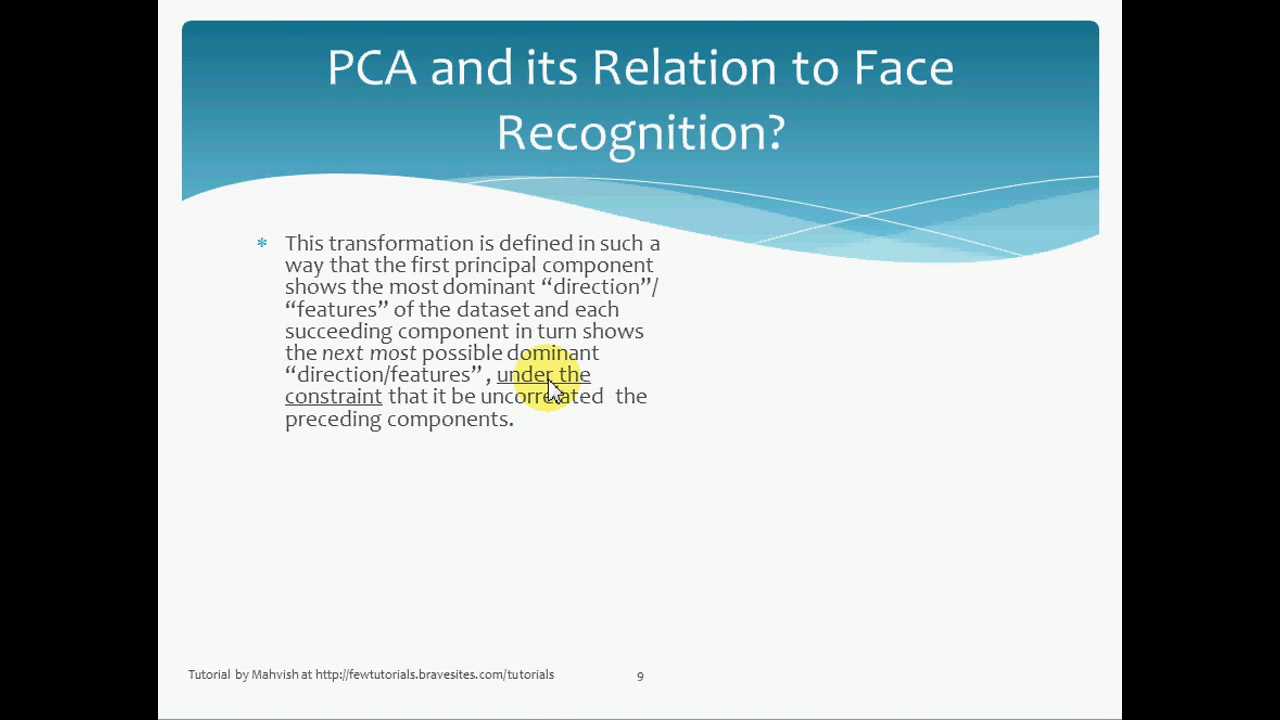 PCA and its Relation to Face
Recognition?
* This transformation is defined in such a
way that the first principal component
shows the most dominant “direction”/
“features” of the dataset and each
succeeding component in turn shows
the next most possible dominant
“direction/features” , under the
constraint that it be uncorrelated the
preceding components.
Tutorial by Mahvish at http://fewtutorials.bravesites.com/tutorials
9